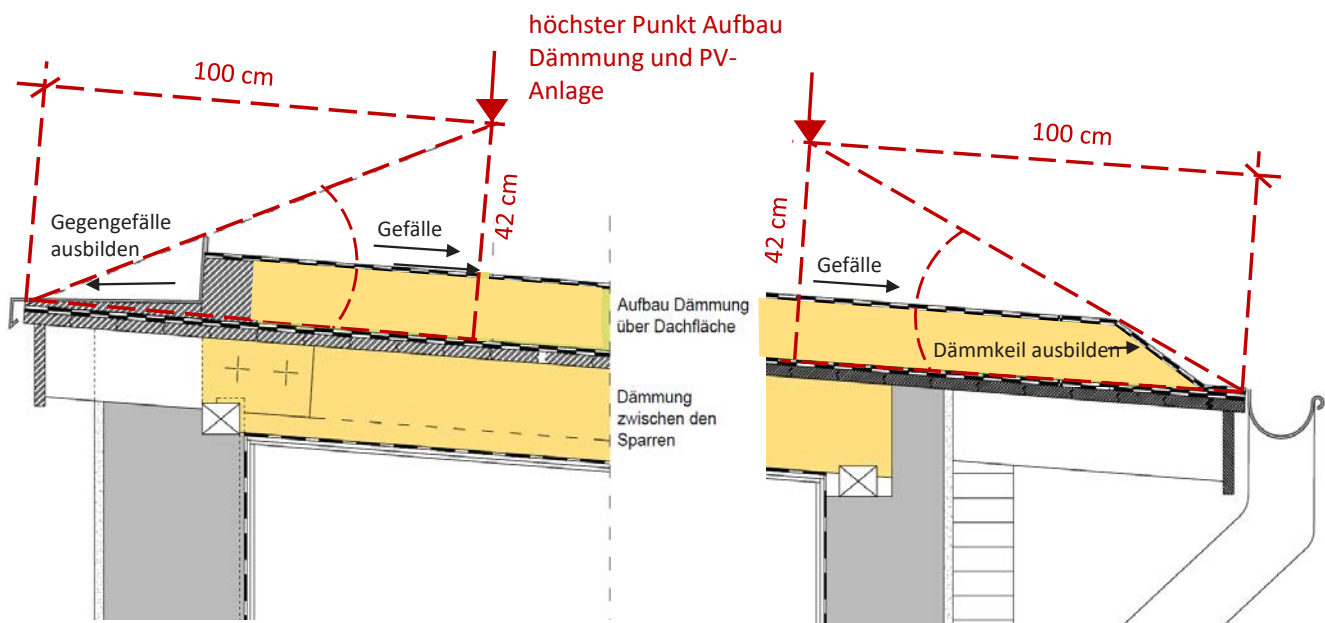 höchster Punkt Aufbau
Dämmung und PV-
Anlage
100 cm
Gegengefälle
ausbilden
Gefälle
42 cm
Aufbau Dämmung
über Dachfläche
Dämmung
zwischen den
Sparren
100 cm
42 cm
Gefälle
Dämmkeil ausbilden